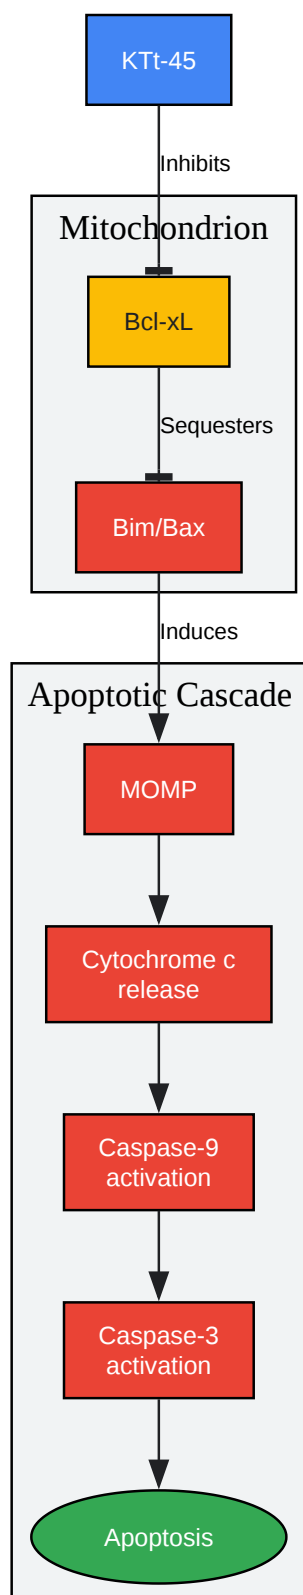 KTt-45
Inhibits
Mitochondrion
Bcl-xL
Sequesters
Bim/Bax
Induces
Apoptotic Cascade
MOMP
Cytochrome c
release
Caspase-9
activation
Caspase-3
activation
Apoptosis